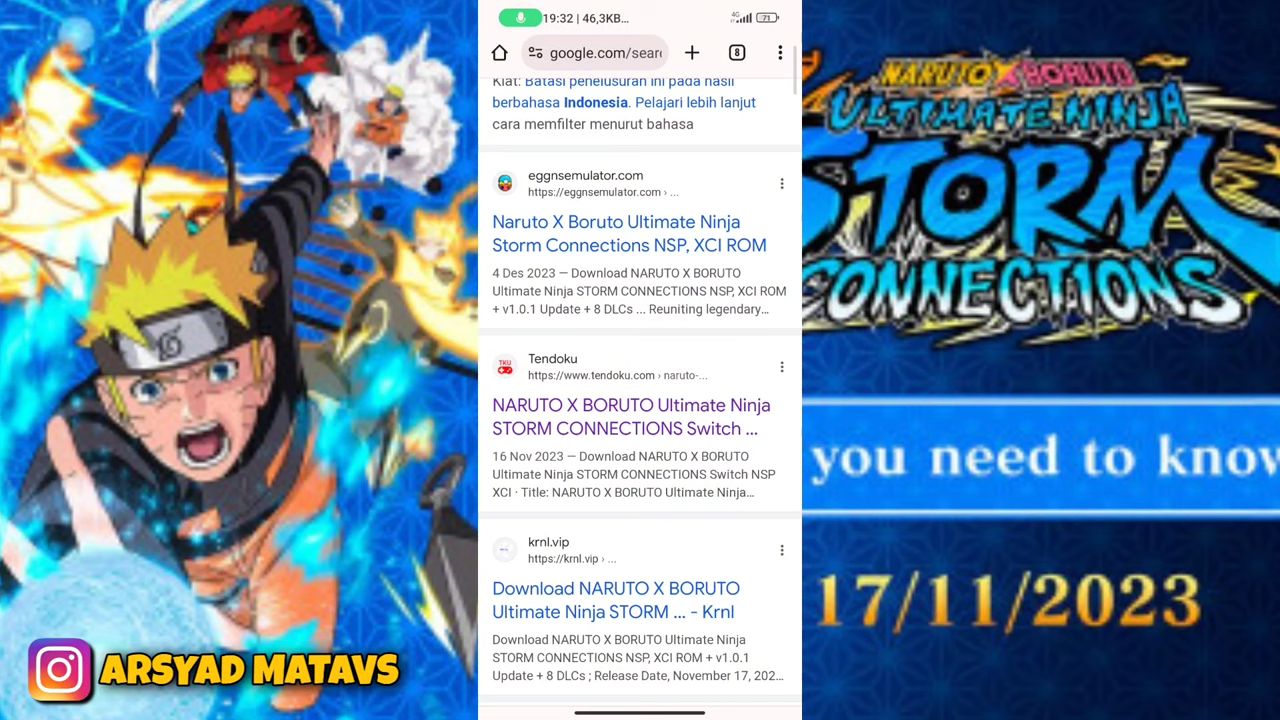 19:32 | 46,3KB...
4G
71
google.com/sear
8
Kiat: Batasi penelusuran ini pada hasil
berbahasa Indonesia. Pelajari lebih lanjut
cara memfilter menurut bahasa
eggnsemulator.com
https://eggnsemulator.com › ...
Naruto X Boruto Ultimate Ninja
Storm Connections NSP, XCI ROM
4 Des 2023 — Download NARUTO X BORUTO
Ultimate Ninja STORM CONNECTIONS NSP, XCI ROM
+ v1.0.1 Update + 8 DLCs ... Reuniting legendary...
TKU
Tendoku
https://www.tendoku.com › naruto-...
NARUTO X BORUTO Ultimate Ninja
STORM CONNECTIONS Switch ...
16 Nov 2023 — Download NARUTO X BORUTO
Ultimate Ninja STORM CONNECTIONS Switch NSP
XCI · Title: NARUTO X BORUTO Ultimate Ninja...
krnl.vip
https://krnl.vip › ...
Download NARUTO X BORUTO
Ultimate Ninja STORM ... - Krnl
Download NARUTO X BORUTO Ultimate Ninja
STORM CONNECTIONS NSP, XCI ROM + v1.0.1
Update + 8 DLCs ; Release Date, November 17, 202...
NARUTO X BORUTO
ULTIMATE NINJA
STORM
CONNECTIONS
you need to know
17/11/2023
ARSYAD MATAVS